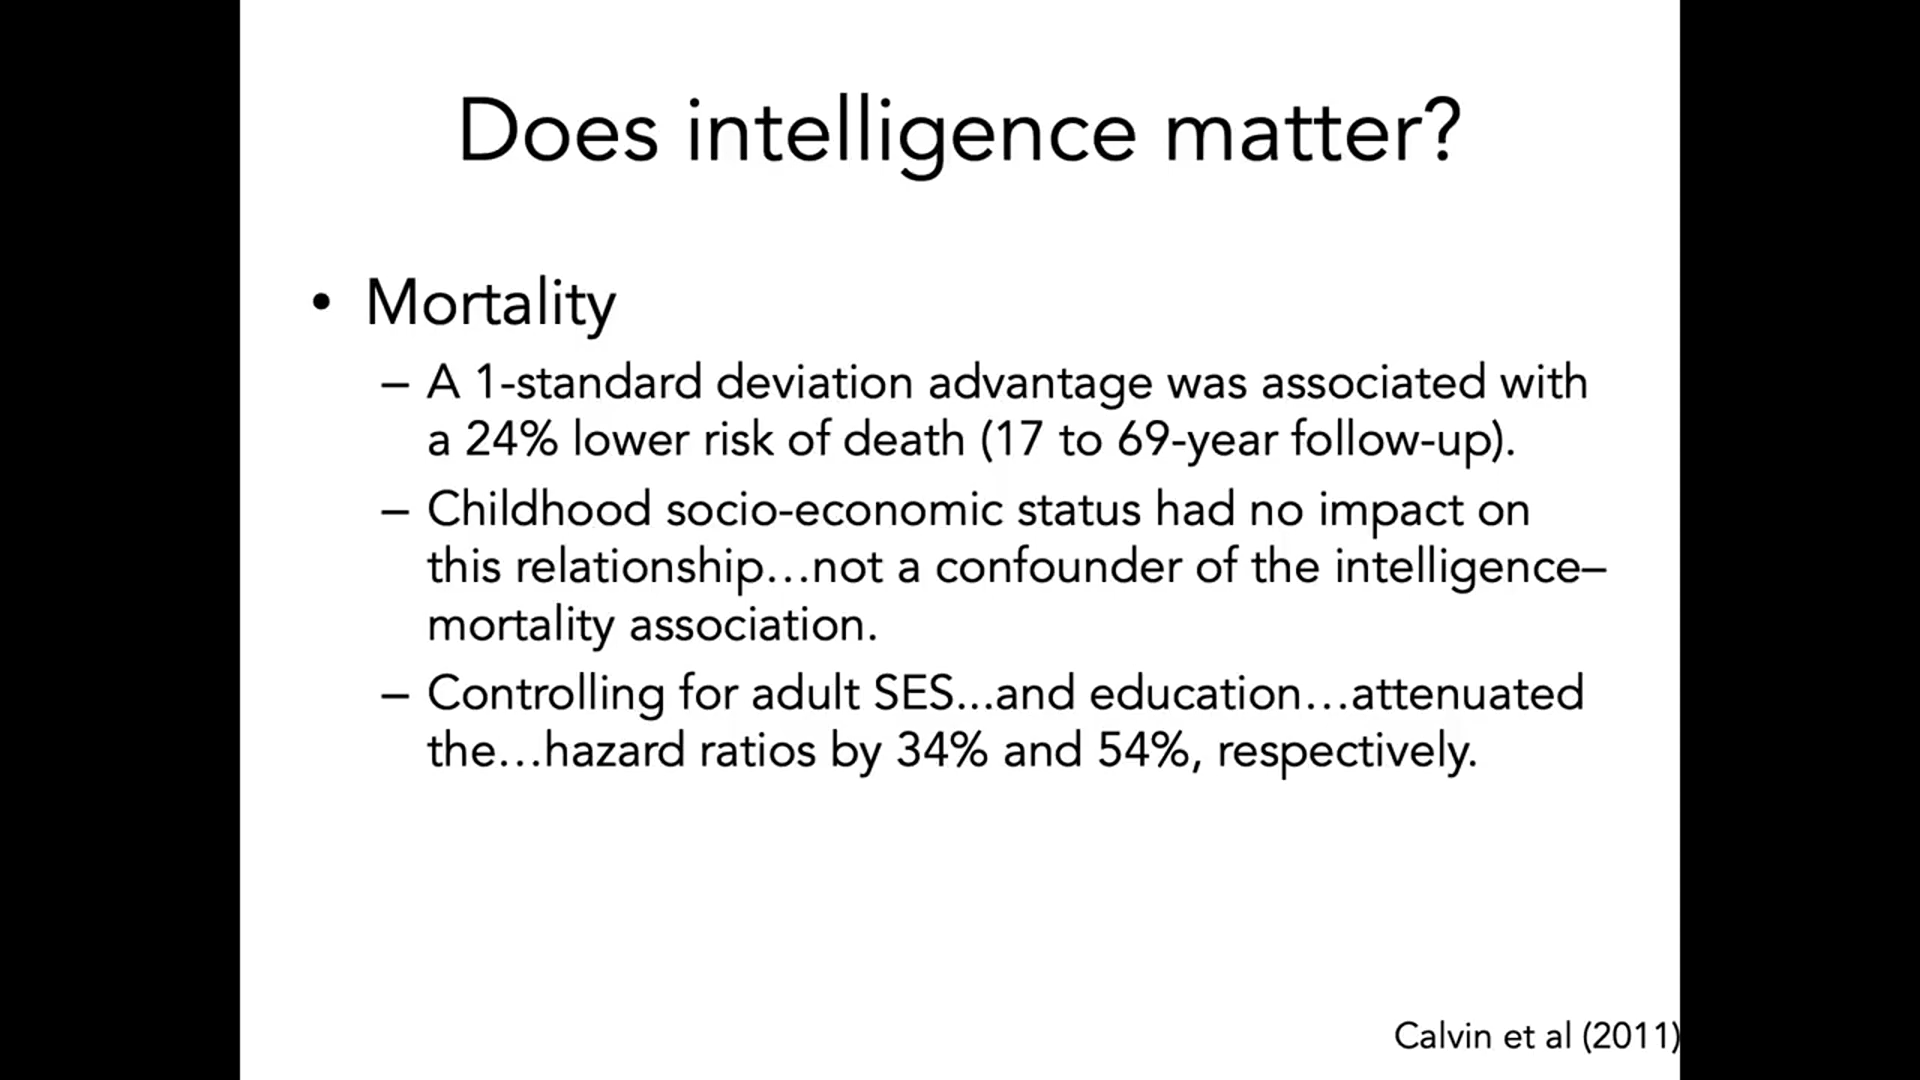 Does intelligence matter?
• Mortality
– A 1-standard deviation advantage was associated with
a 24% lower risk of death (17 to 69-year follow-up).
– Childhood socio-economic status had no impact on
this relationship…not a confounder of the intelligence–
mortality association.
– Controlling for adult SES...and education…attenuated
the…hazard ratios by 34% and 54%, respectively.
Calvin et al (2011)